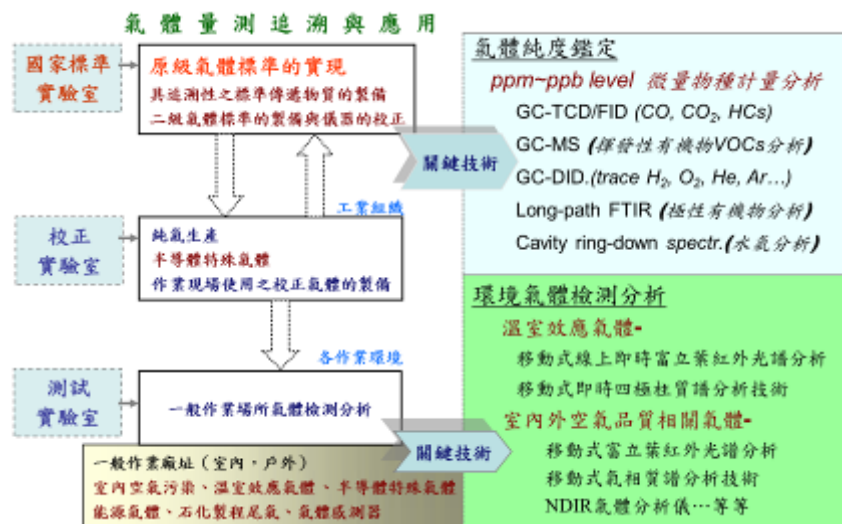 氣體量測追溯與應用
國家標準
實驗室
原級氣體標準的實現
具追溯性之標準傳遞物質的製備
二級氣體標準的製備與儀器的校正
關鍵技術
工業組織
校正
實驗室
純氣生產
半導體特殊氣體
作業現場使用之校正氣體的製備
各作業環境
測試
實驗室
一般作業場所氣體檢測分析
關鍵技術
一般作業廠址（室內，戶外）
室內空氣污染、溫室效應氣體、半導體特殊氣體
能源氣體、石化製程尾氣、氣體感測器
氣體純度鑑定
ppm~ppb level 微量物種計量分析
GC-TCD/FID (CO, CO₂, HCs)
GC-MS (揮發性有機物VOCs分析)
GC-DID.(trace H₂, O₂, He, Ar…)
Long-path FTIR (極性有機物分析)
Cavity ring-down spectr.(水氣分析)
環境氣體檢測分析
溫室效應氣體-
移動式線上即時富立葉紅外光譜分析
移動式即時四極柱質譜分析技術
室內外空氣品質相關氣體-
移動式富立葉紅外光譜分析
移動式氣相質譜分析技術
NDIR氣體分析儀…等等